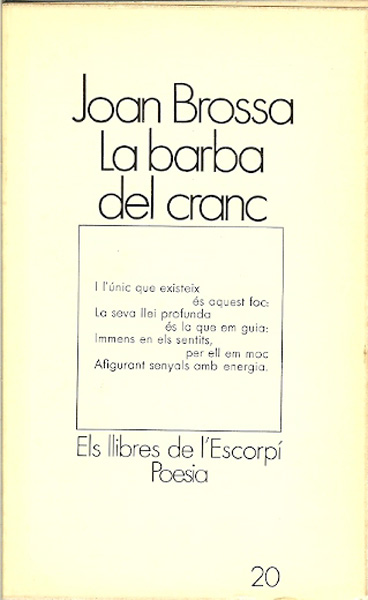 Joan Brossa
La barba
del cranc
I l'únic que existeix
és aquest foc:
La seva llei profunda
és la que em guia:
Immens en els sentits,
per ell em moc
Afigurant senyals amb energia.
Els llibres de l'Escorpí
Poesia
20